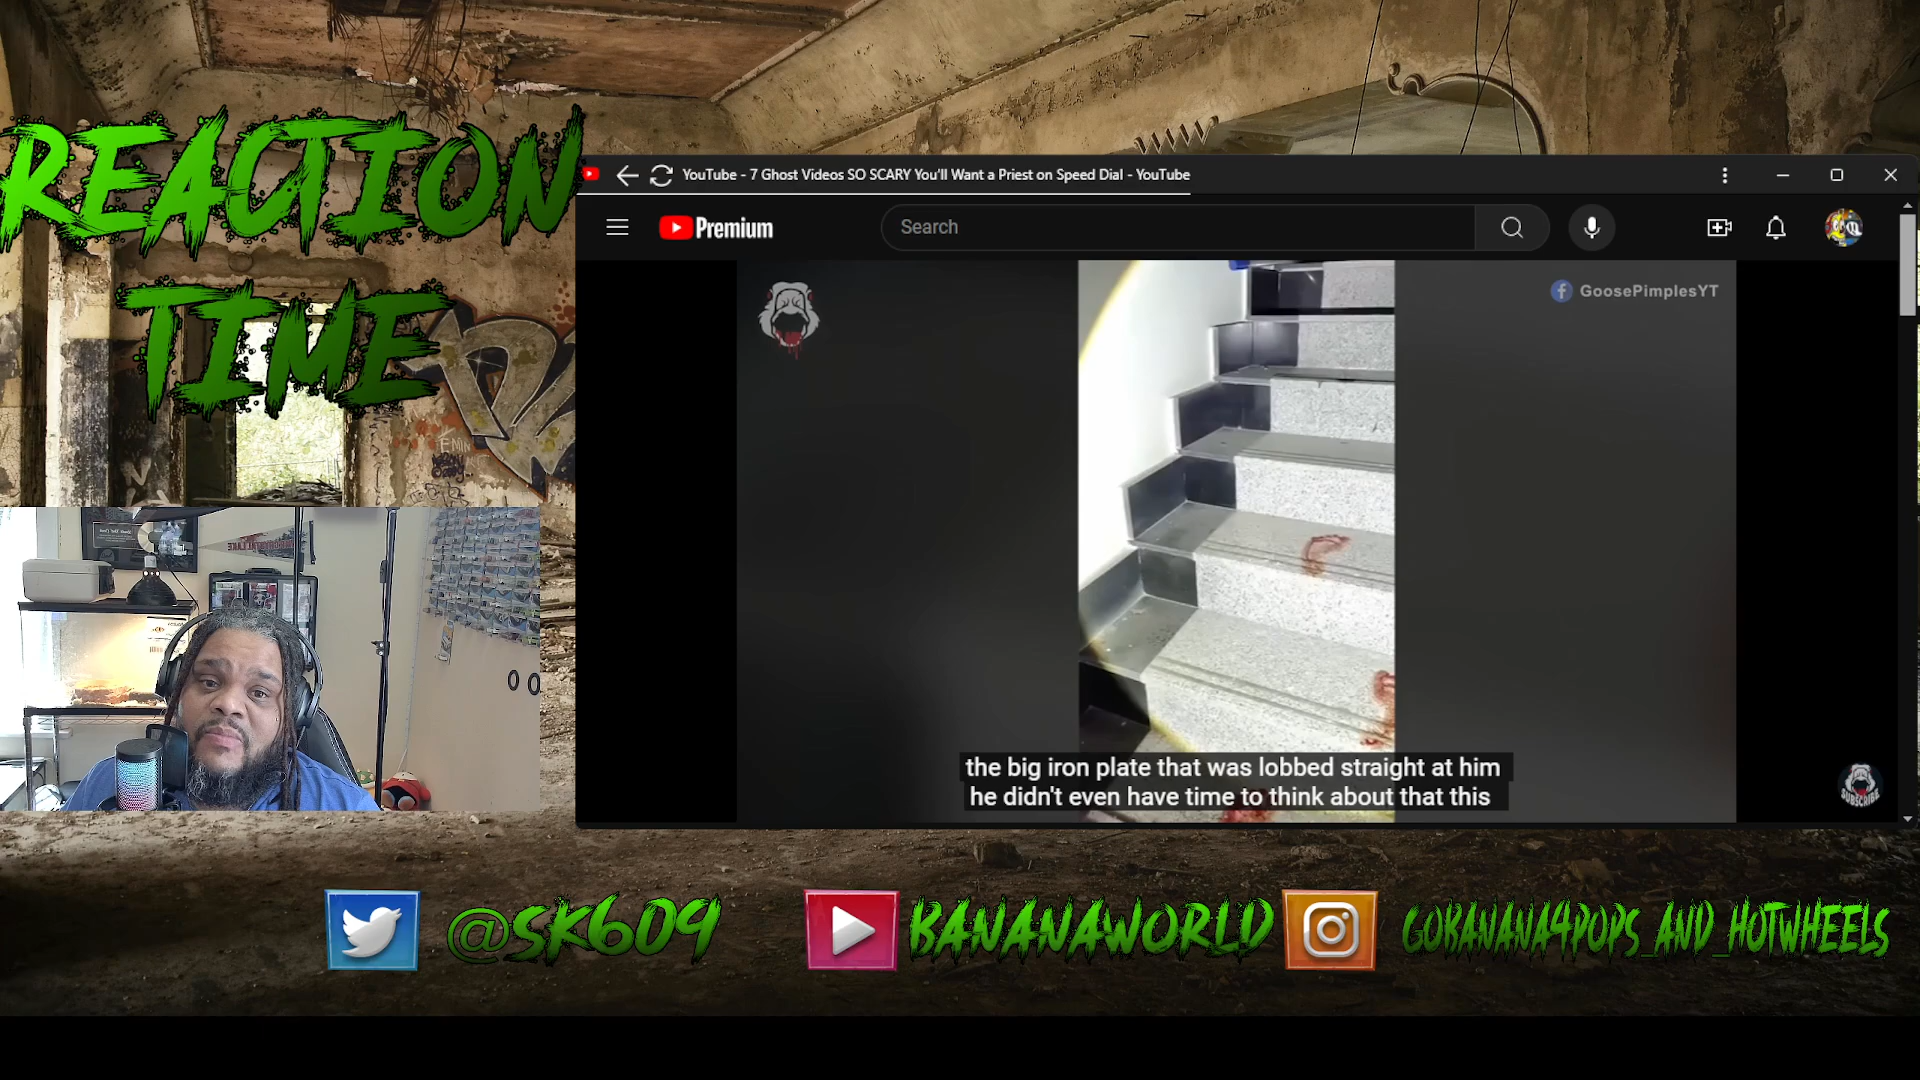 REACTION
TIME
YouTube - 7 Ghost Videos SO SCARY You'll Want a Priest on Speed Dial - YouTube
Premium
Search
GoosePimplesYT
the big iron plate that was lobbed straight at him
he didn't even have time to think about that this
SUBSCRIBE
@SK609
BANANAWORLD
GOBANANA4POPS_AND_HOTWHEELS